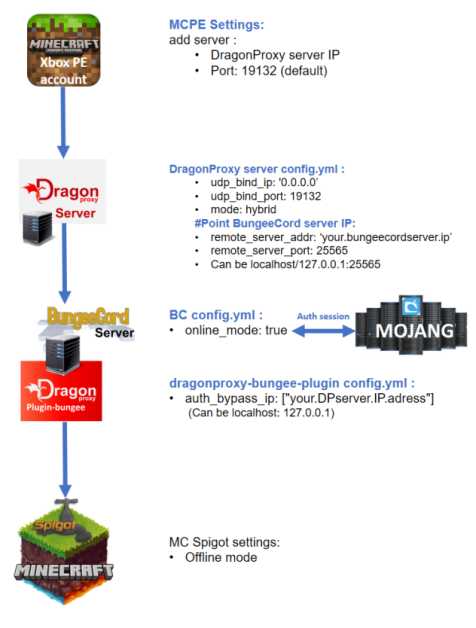 MCPE Settings:
add server :
• DragonProxy server IP
• Port: 19132 (default)
MINECRAFT
Xbox PE
account
DragonProxy server config.yml :
• udp_bind_ip: '0.0.0.0'
• udp_bind_port: 19132
• mode: hybrid
#Point BungeeCord server IP:
• remote_server_addr: 'your.bungeecordserver.ip'
• remote_server_port: 25565
• Can be localhost/127.0.0.1:25565
Dragon
proxy
Server
BungeeCord
Server
BC config.yml :
• online_mode: true
Auth session
MOJANG
Dragon
proxy
Plugin-bungee
dragonproxy-bungee-plugin config.yml :
• auth_bypass_ip: ["your.DPserver.IP.adress"]
(Can be localhost: 127.0.0.1)
Spigot
MINECRAFT
MC Spigot settings:
• Offline mode